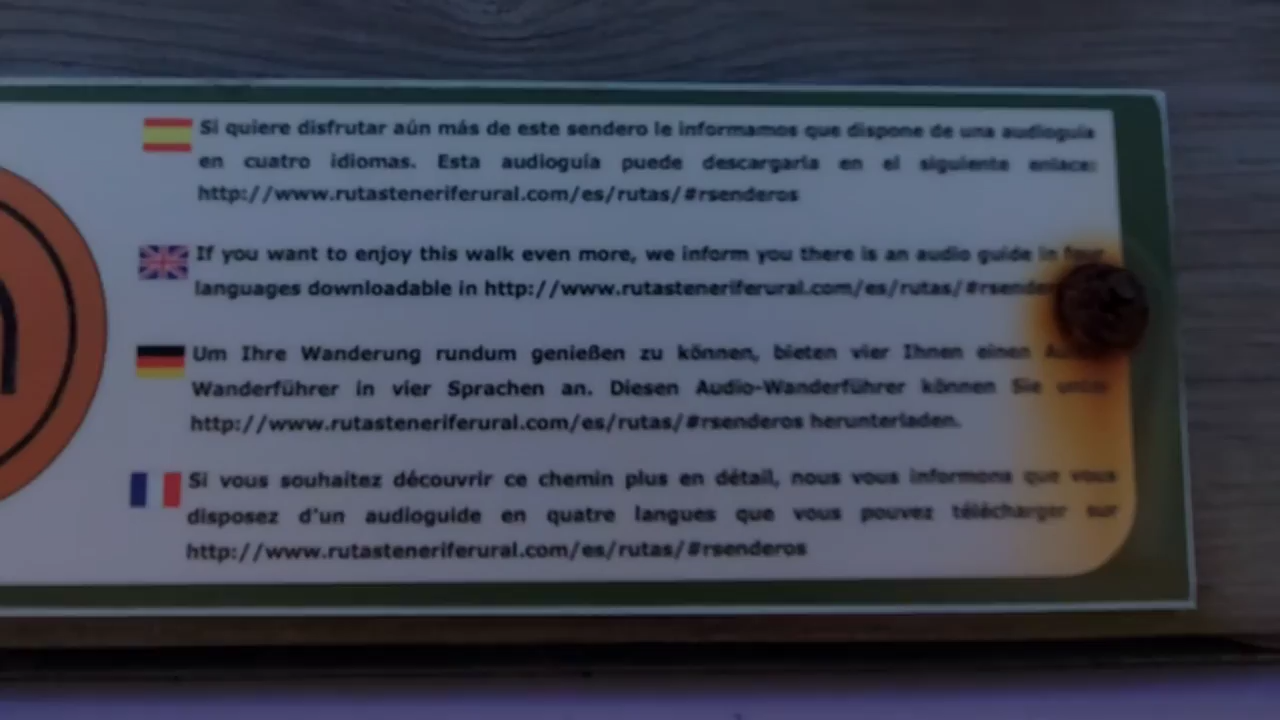 Si quiere disfrutar aún más de este sendero le informamos que dispone de una audioguía
en cuatro idiomas. Esta audioguía puede descargarla en el siguiente enlace:
http://www.rutasteneriferural.com/es/rutas/#rsenderos
If you want to enjoy this walk even more, we inform you there is an audio guide in four
languages downloadable in http://www.rutasteneriferural.com/es/rutas/#rsender
Um Ihre Wanderung rundum genießen zu können, bieten vier Ihnen einen
Wanderführer in vier Sprachen an. Diesen Audio-Wanderführer können Sie unter
http://www.rutasteneriferural.com/es/rutas/#rsenderos herunterladen.
Si vous souhaitez découvrir ce chemin plus en détail, nous vous informons que vous
disposez d'un audioguide en quatre langues que vous pouvez télécharger sur
http://www.rutasteneriferural.com/es/rutas/#rsenderos